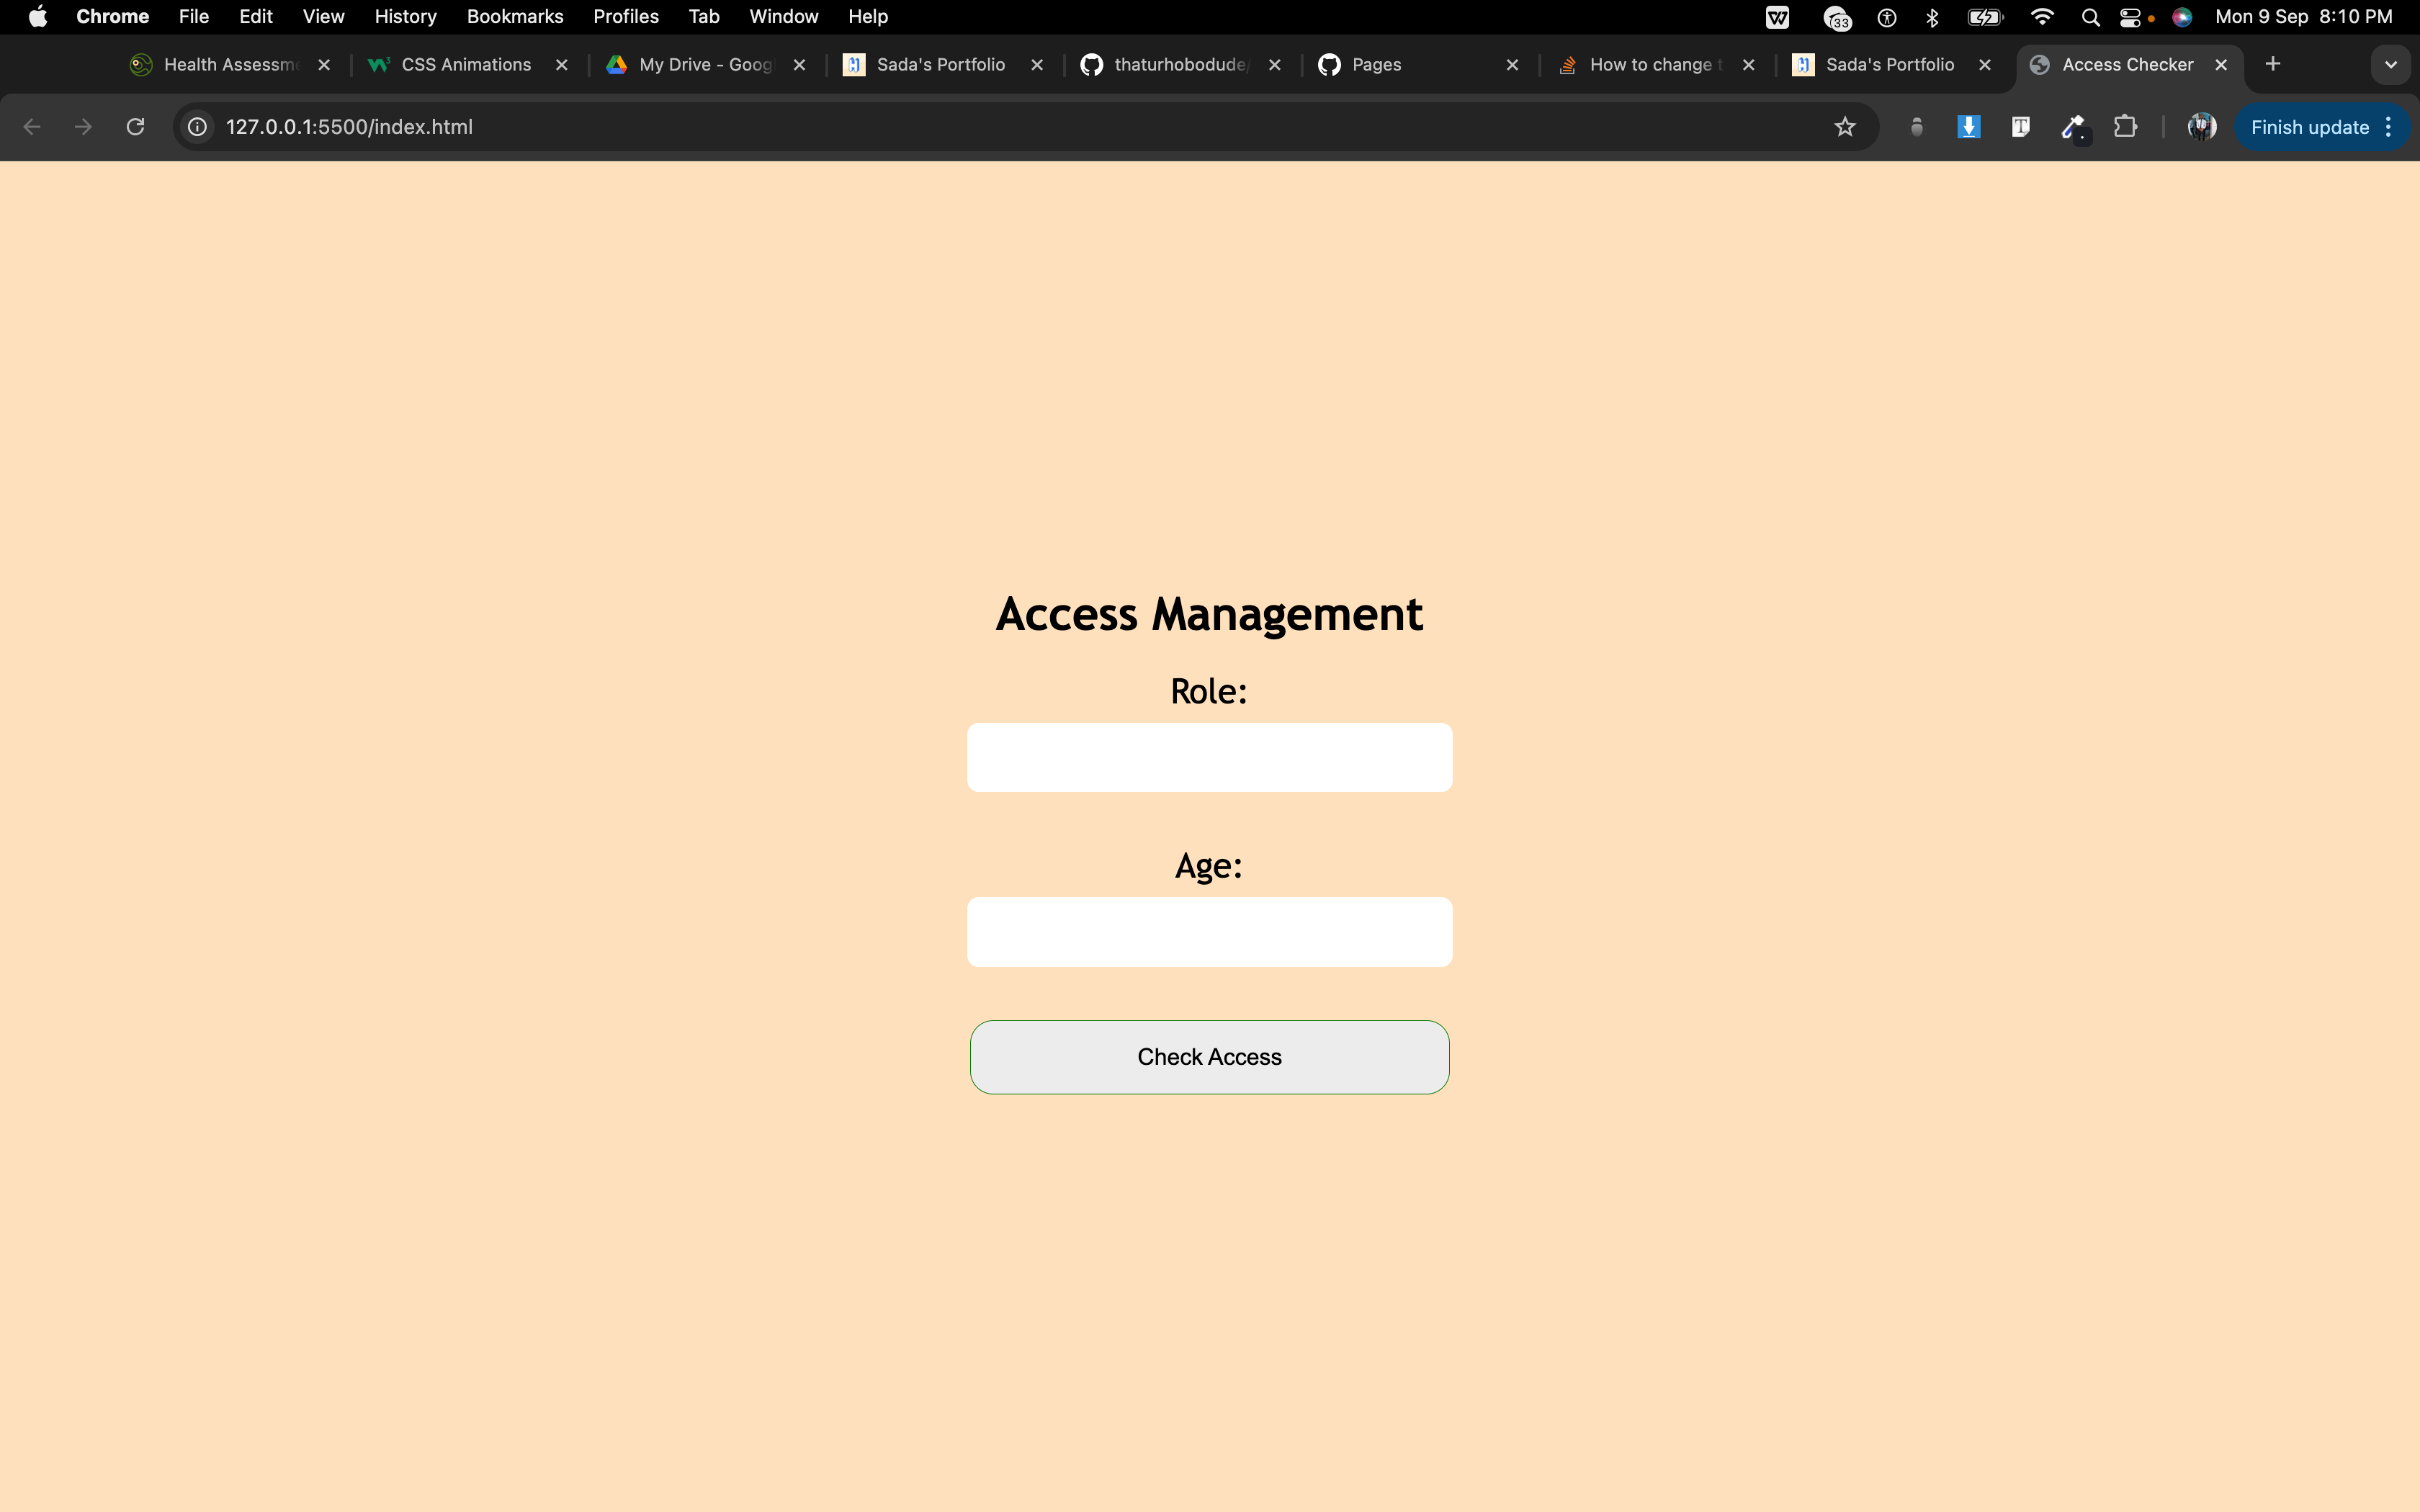 Chrome File Edit View History Bookmarks Profiles Tab Window Help 33 Mon 9 Sep 8:10 PM
Health Assessm CSS Animations My Drive - Goog Sada's Portfolio thaturhobodude/ Pages How to change t Sada's Portfolio Access Checker
127.0.0.1:5500/index.html Finish update
Access Management
Role:
Age:
Check Access